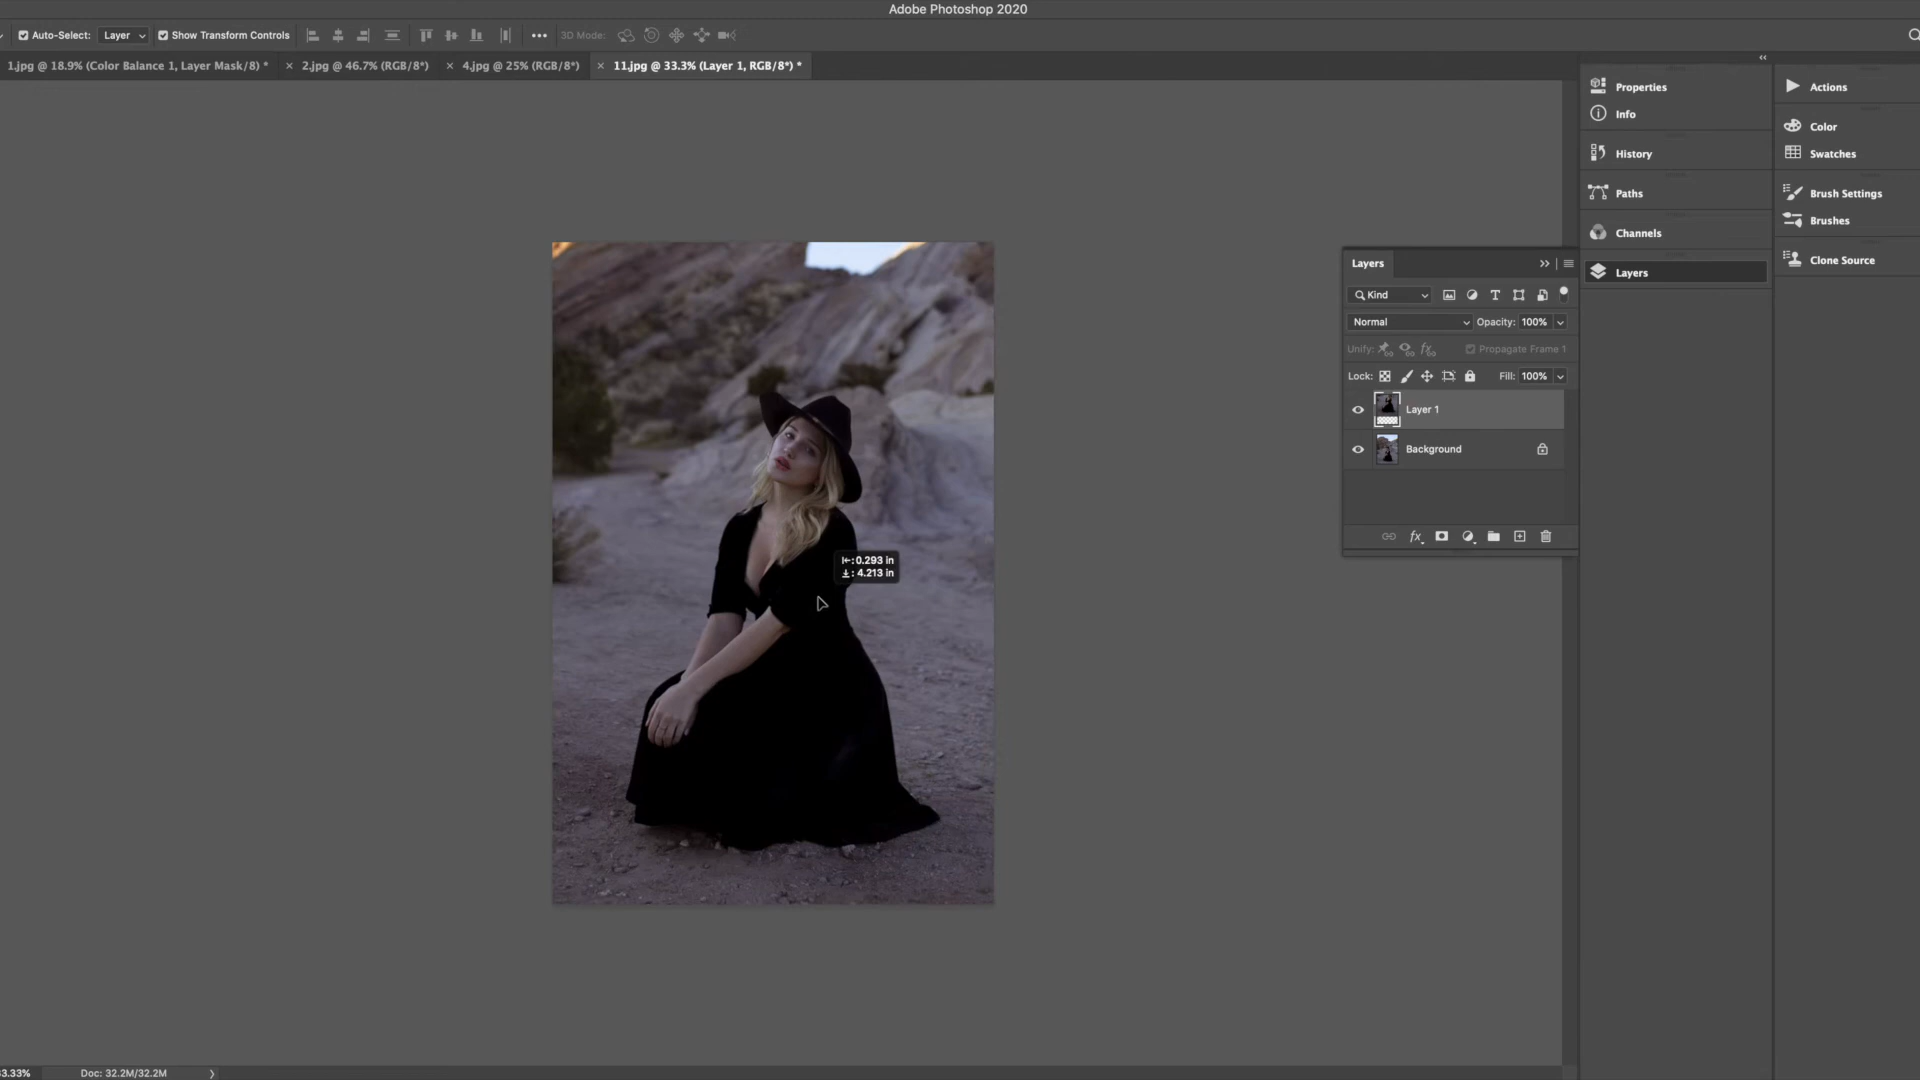 Adobe Photoshop 2020
Auto-Select: Layer Show Transform Controls 3D Mode:
1.jpg @ 18.9% (Color Balance 1, Layer Mask/8) * × 2.jpg @ 46.7% (RGB/8*) × 4.jpg @ 25% (RGB/8*) × 11.jpg @ 33.3% (Layer 1, RGB/8*) *
Properties
Info
History
Paths
Channels
Layers
Actions
Color
Swatches
Brush Settings
Brushes
Clone Source
Layers
Kind
Normal Opacity: 100%
Unify: Propagate Frame 1
Lock: Fill: 100%
Layer 1
Background
fx
: 0.293 in
: 4.213 in
33.33% Doc: 32.2M/32.2M